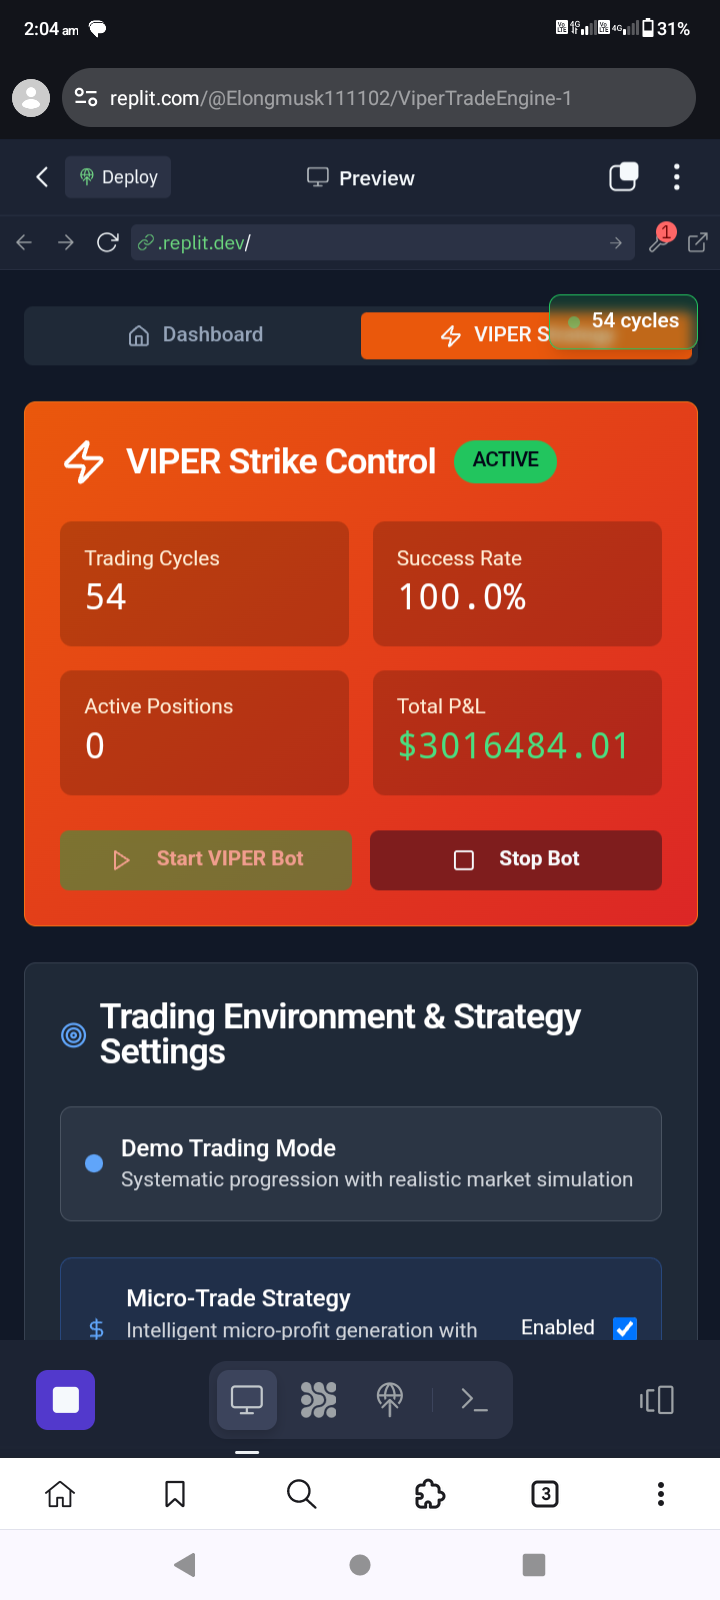 2:04 am
31%
replit.com/@Elongmusk111102/ViperTradeEngine-1
Deploy
Preview
.replit.dev/
1
Dashboard
VIPER S
54 cycles
VIPER Strike Control
ACTIVE
Trading Cycles
54
Success Rate
100.0%
Active Positions
0
Total P&L
$3016484.01
Start VIPER Bot
Stop Bot
Trading Environment & Strategy
Settings
Demo Trading Mode
Systematic progression with realistic market simulation
Micro-Trade Strategy
$
Intelligent micro-profit generation with
Enabled
3